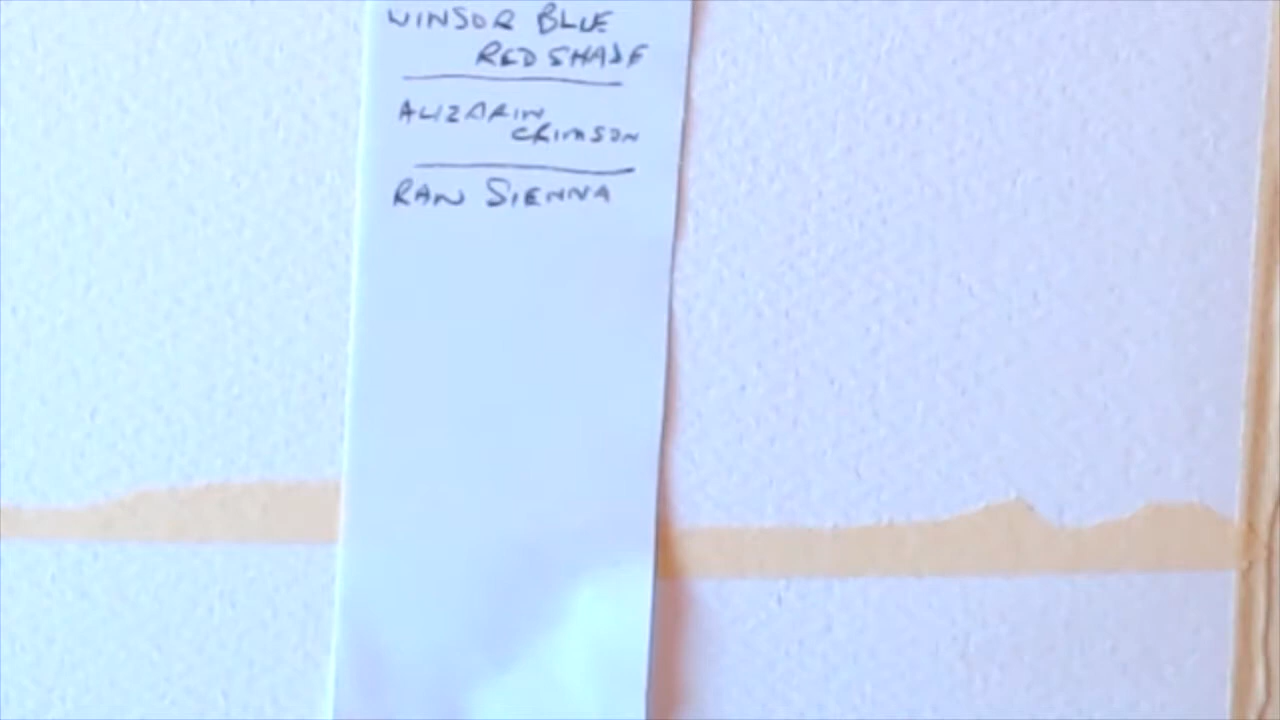 WINSOR BLUE
RED SHADE
ALIZARIN
CRIMSON
RAW SIENNA